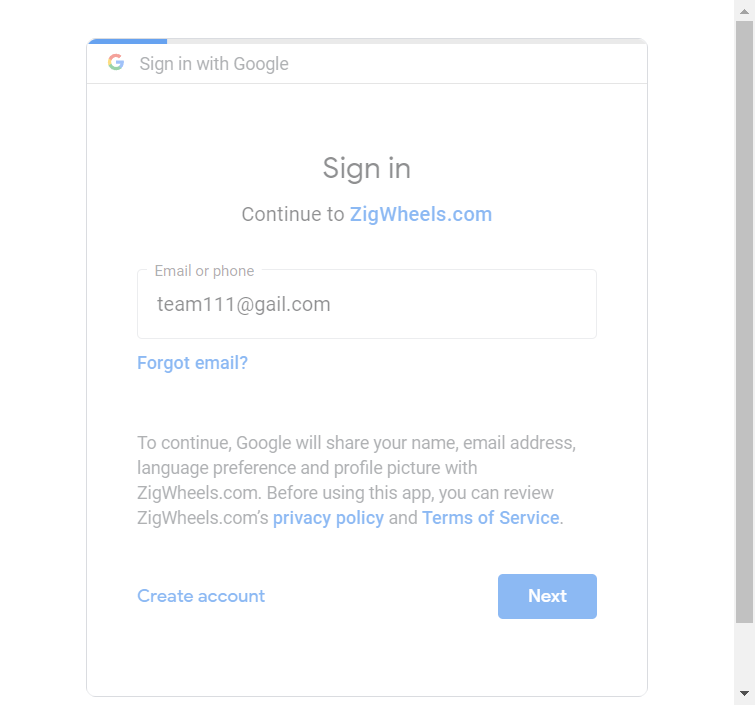 Sign in with Google
Sign in
Continue to ZigWheels.com
Email or phone
team111@gail.com
Forgot email?
To continue, Google will share your name, email address,
language preference and profile picture with
ZigWheels.com. Before using this app, you can review
ZigWheels.com’s privacy policy and Terms of Service.
Create account
Next